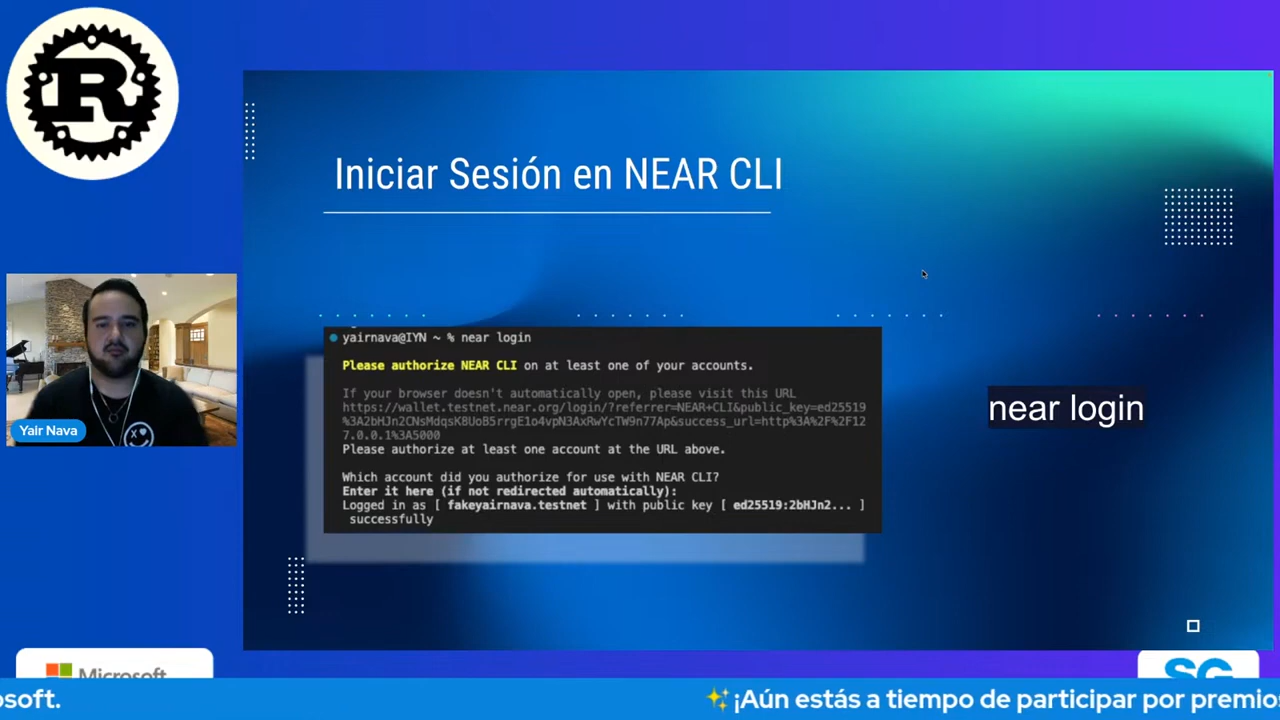 R
Iniciar Sesión en NEAR CLI
yairnava@IYN ~ % near login
Please authorize NEAR CLI on at least one of your accounts.
If your browser doesn't automatically open, please visit this URL
https://wallet.testnet.near.org/login/?referrer=NEAR+CLI&public_key=ed25519
%3A2bHJn2CNsMdqsK8UoB5rrgE1o4vpN3AxRwYcTW9n77Ap&success_url=http%3A%2F%2F12
7.0.0.1%3A5000
Please authorize at least one account at the URL above.
Which account did you authorize for use with NEAR CLI?
Enter it here (if not redirected automatically):
Logged in as [ fakeyairnava.testnet ] with public key [ ed25519:2bHJn2... ]
successfully
near login
Yair Nava
Microsoft
SG
osoft.
✨¡Aún estás a tiempo de participar por premios